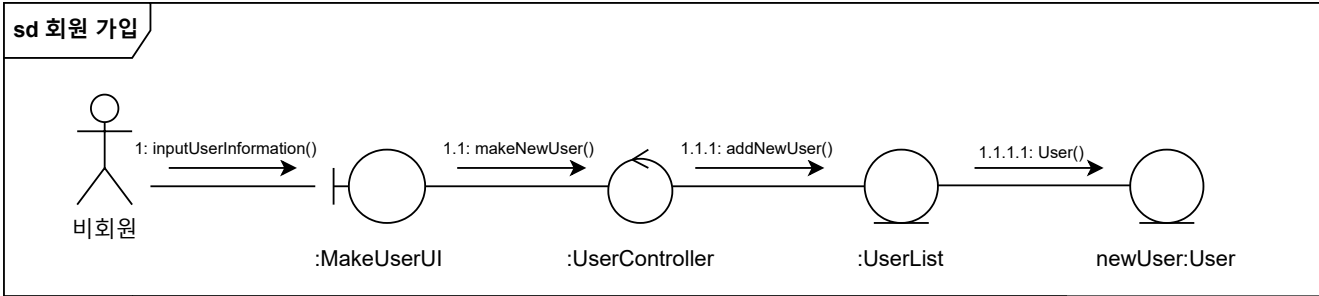 sd 회원 가입
1: inputUserInformation()
1.1: makeNewUser()
1.1.1: addNewUser()
1.1.1.1: User()
비회원
:MakeUserUI
:UserController
:UserList
newUser:User